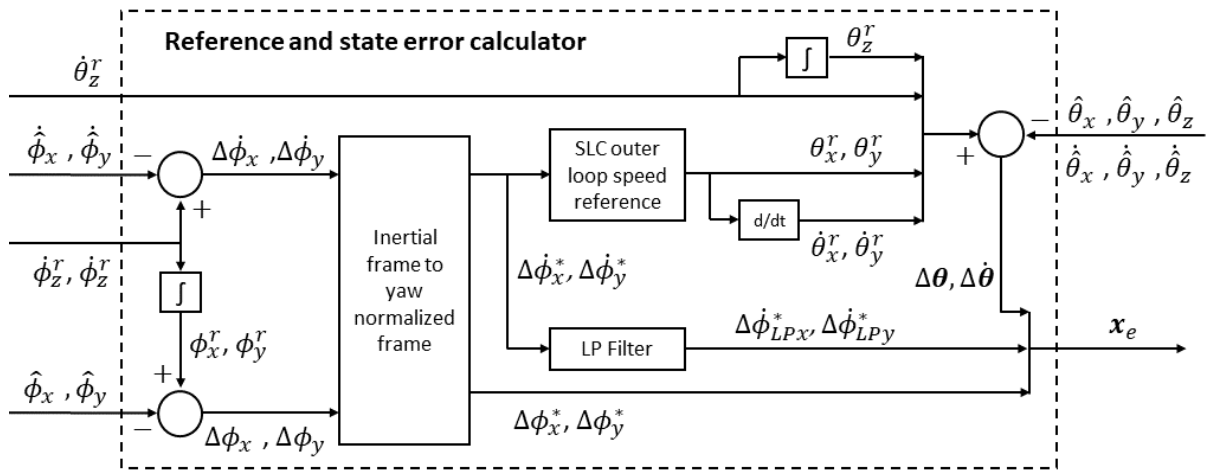 Reference and state error calculator
θ̇_z^r
∫
θ_z^r
ϕ̂̇_x , ϕ̂̇_y
−
Δϕ̇_x , Δϕ̇_y
+
ϕ̇_z^r, ϕ̇_z^r
∫
ϕ_x^r, ϕ_y^r
+
ϕ̂_x , ϕ̂_y
−
Δϕ_x , Δϕ_y
Inertial
frame to
yaw
normalized
frame
SLC outer
loop speed
reference
θ_x^r, θ_y^r
d/dt
θ̇_x^r, θ̇_y^r
Δϕ̇_x^*, Δϕ̇_y^*
LP Filter
Δϕ̇_{LPx}^*, Δϕ̇_{LPy}^*
Δϕ_x^*, Δϕ_y^*
+
−
θ̂_x , θ̂_y , θ̂_z
θ̂̇_x , θ̂̇_y , θ̂̇_z
Δθ, Δθ̇
x_e